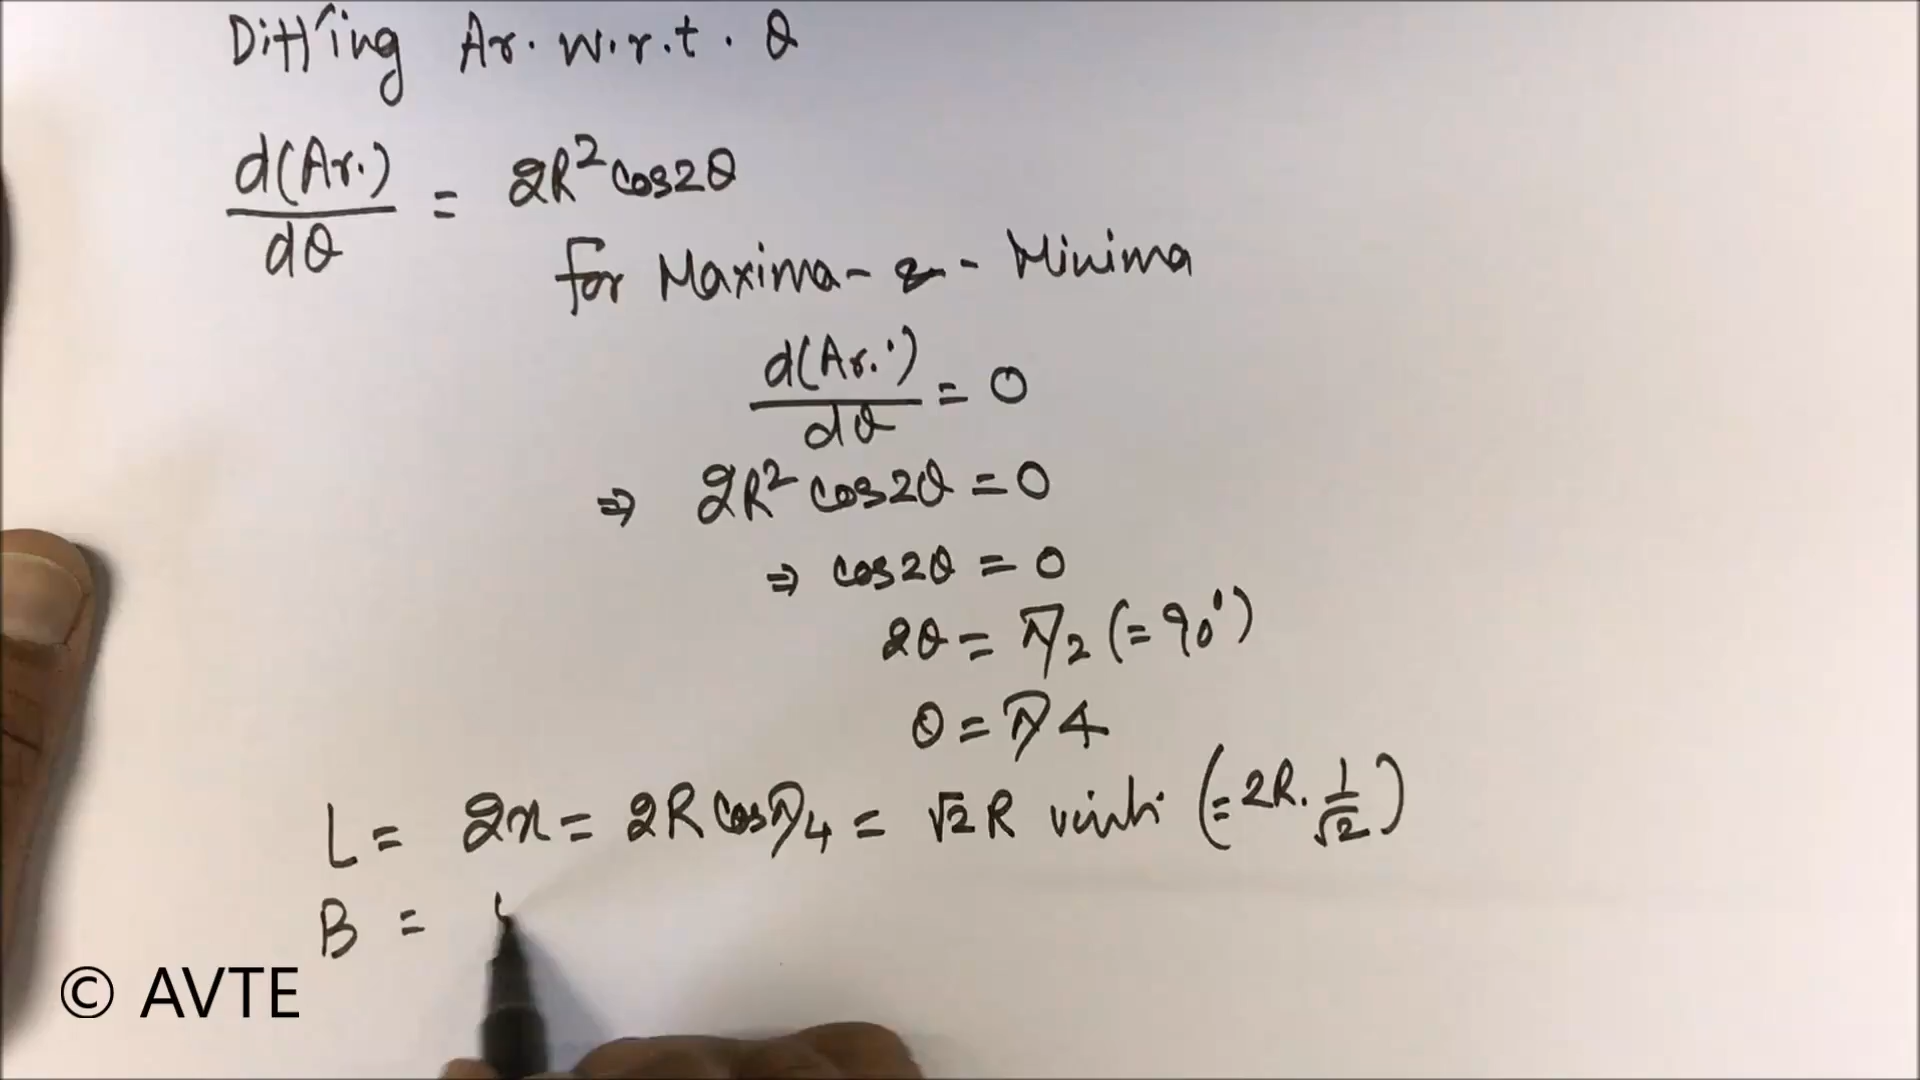 Diff'ing Ar. w.r.t. θ
d(Ar.)/dθ = 2R² cos2θ
for Maxima - & - Minima
d(Ar.)/dθ = 0
⇒ 2R² cos2θ = 0
⇒ cos2θ = 0
2θ = π/2 (= 90°)
θ = π/4
L = 2x = 2R cos π/4 = √2 R units (= 2R. 1/√2)
B =
© AVTE